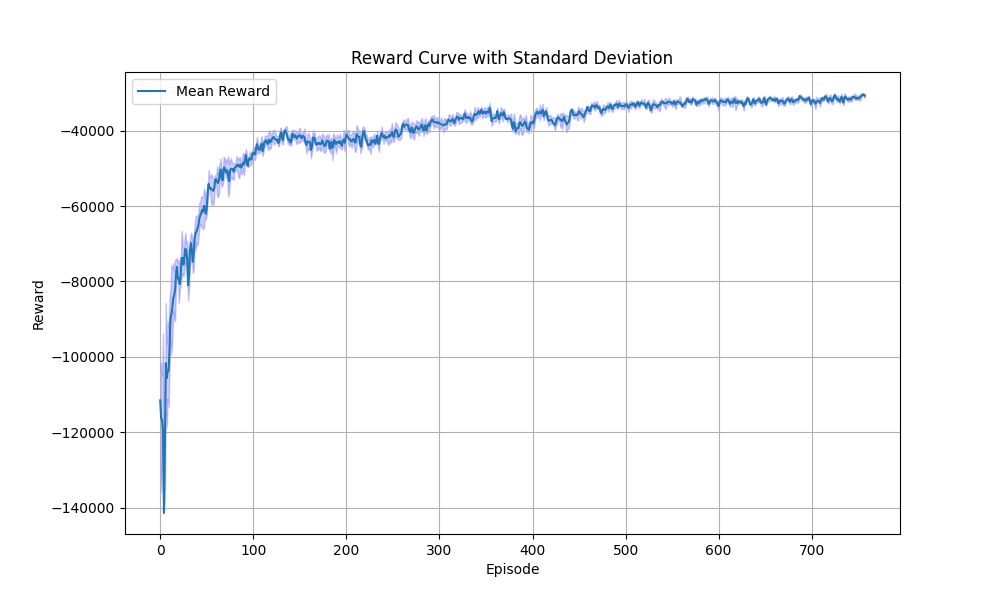 Reward Curve with Standard Deviation
Mean Reward
−40000
−60000
−80000
−100000
−120000
−140000
Reward
0 100 200 300 400 500 600 700
Episode